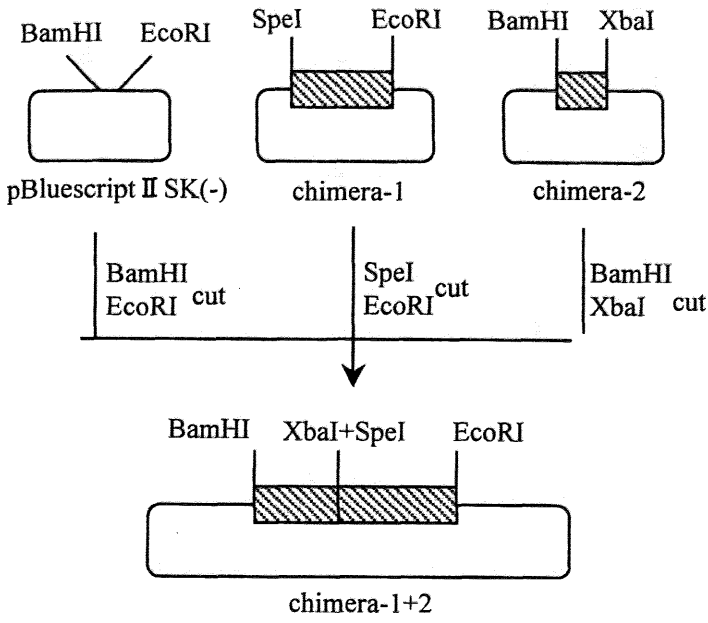 BamHI EcoRI
SpeI EcoRI
BamHI XbaI
pBluescript II SK(-)
chimera-1
chimera-2
BamHI
EcoRI cut
SpeI
EcoRI cut
BamHI
XbaI cut
BamHI XbaI+SpeI EcoRI
chimera-1+2